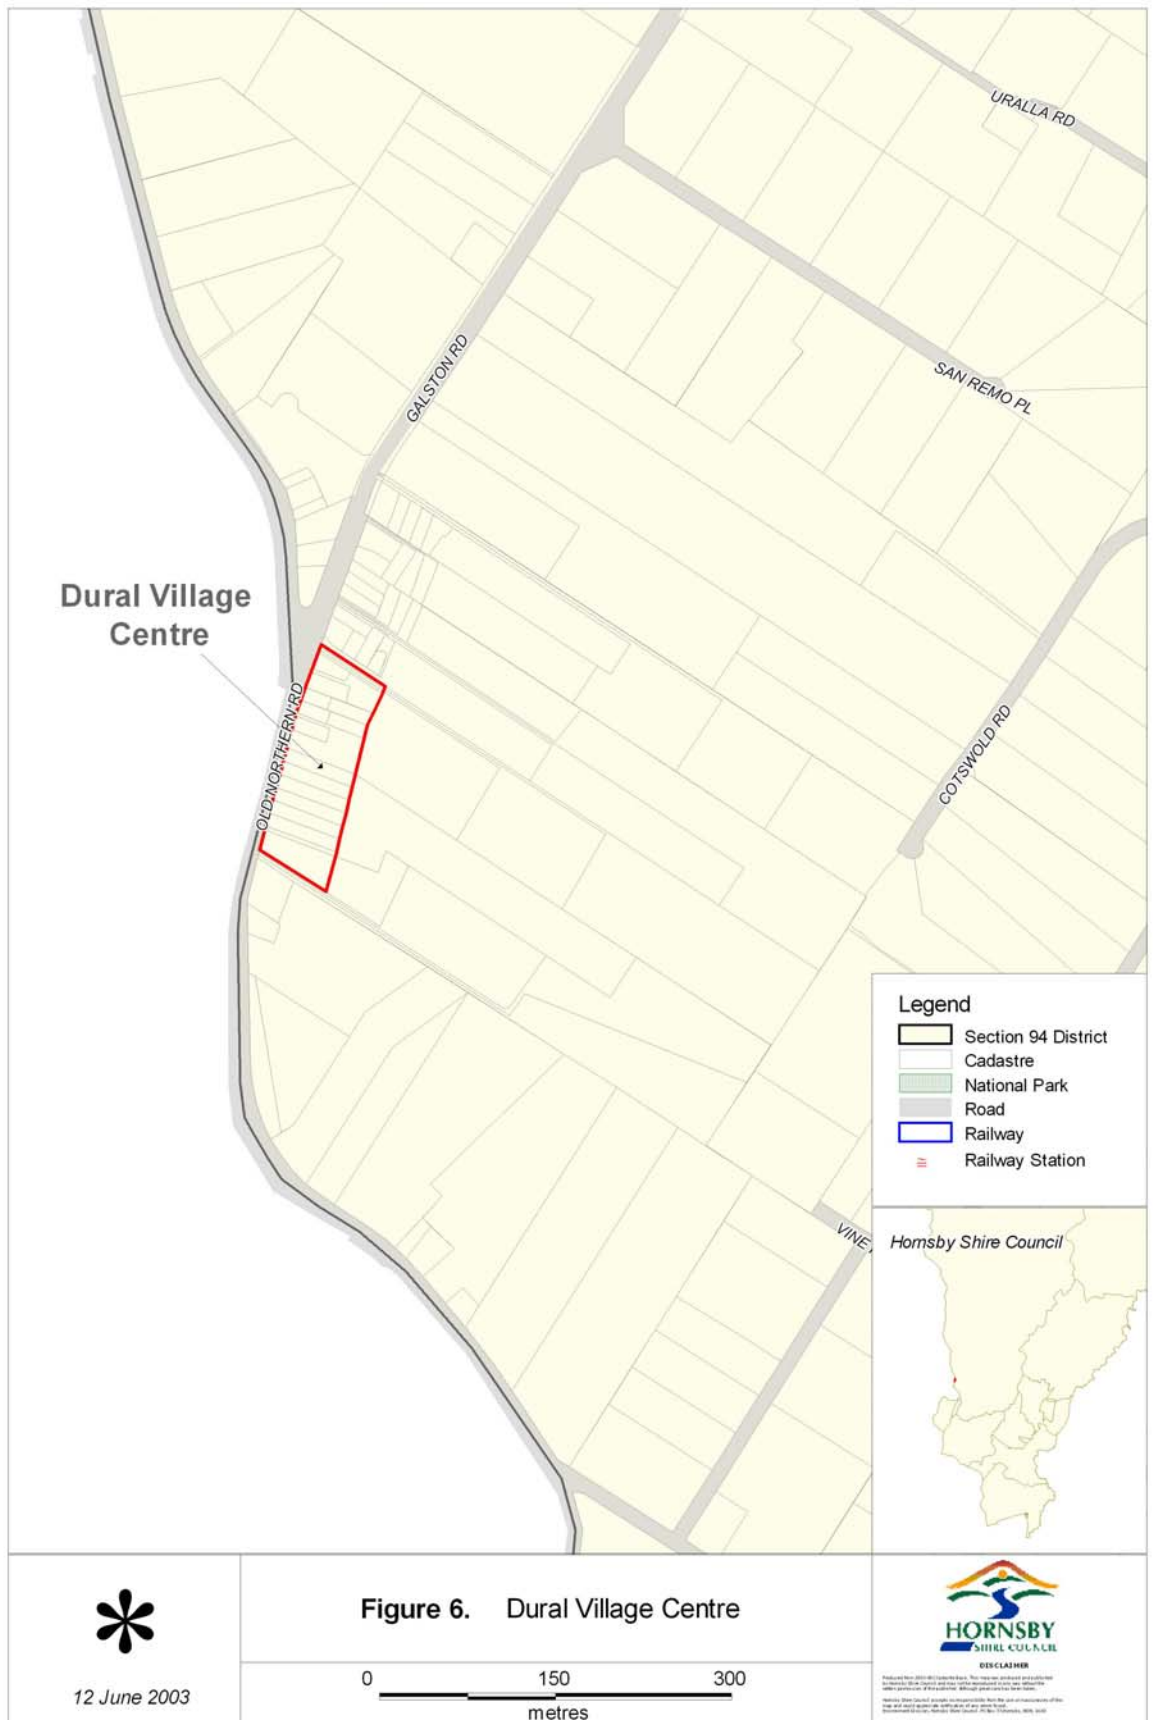 URALLA RD
GALSTON RD
SAN REMO PL
Dural Village
Centre
OLD NORTHERN RD
COTSWOLD RD
VINE
Legend
Section 94 District
Cadastre
National Park
Road
Railway
Railway Station
Hornsby Shire Council
12 June 2003
Figure 6. Dural Village Centre
0 150 300
metres
HORNSBY
SHIRE COUNCIL
DISCLAIMER